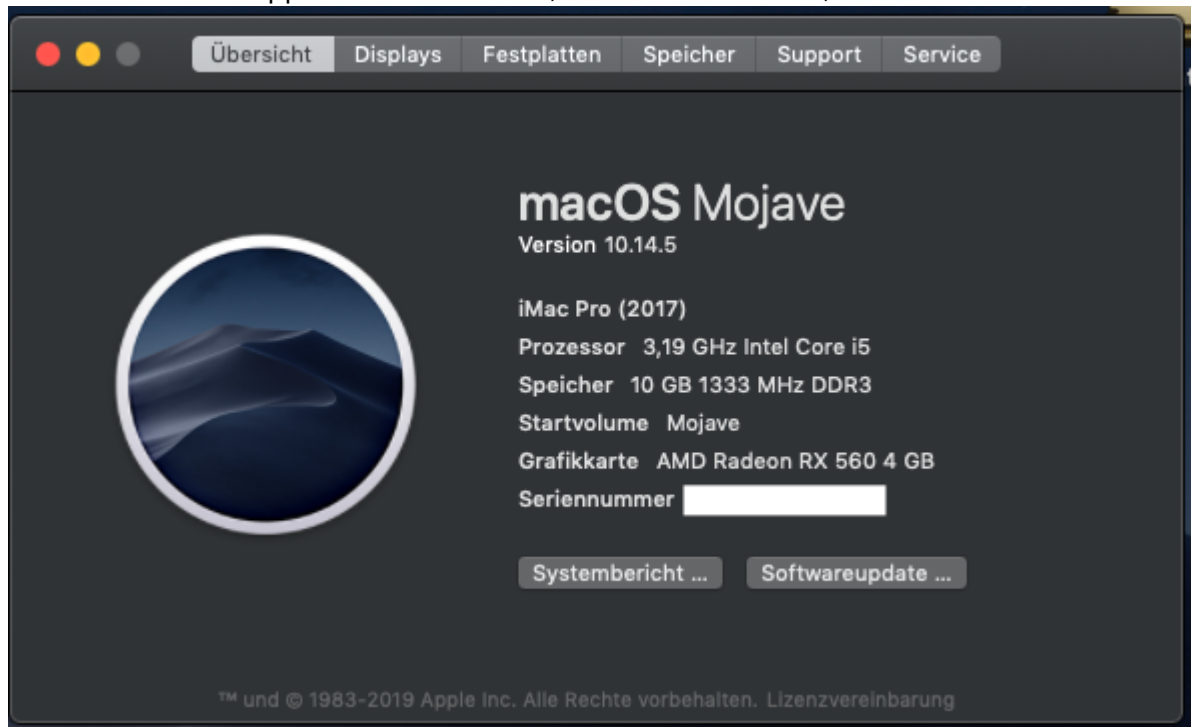 Übersicht Displays Festplatten Speicher Support Service
macOS Mojave
Version 10.14.5
iMac Pro (2017)
Prozessor 3,19 GHz Intel Core i5
Speicher 10 GB 1333 MHz DDR3
Startvolume Mojave
Grafikkarte AMD Radeon RX 560 4 GB
Seriennummer
Systembericht ... Softwareupdate ...
™ und © 1983-2019 Apple Inc. Alle Rechte vorbehalten. Lizenzvereinbarung